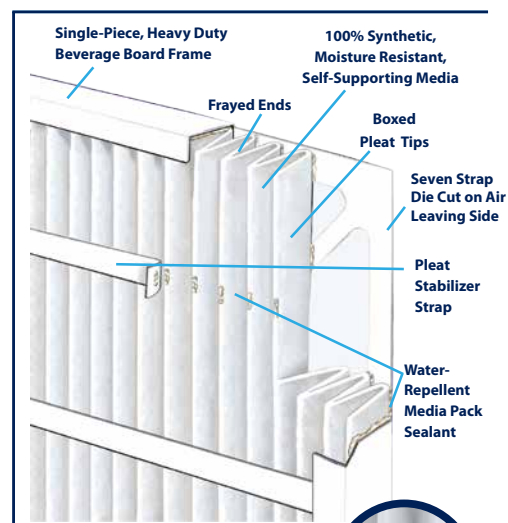 Single-Piece, Heavy Duty
Beverage Board Frame
100% Synthetic,
Moisture Resistant,
Self-Supporting Media
Frayed Ends
Boxed
Pleat Tips
Seven Strap
Die Cut on Air
Leaving Side
Pleat
Stabilizer
Strap
Water-
Repellent
Media Pack
Sealant